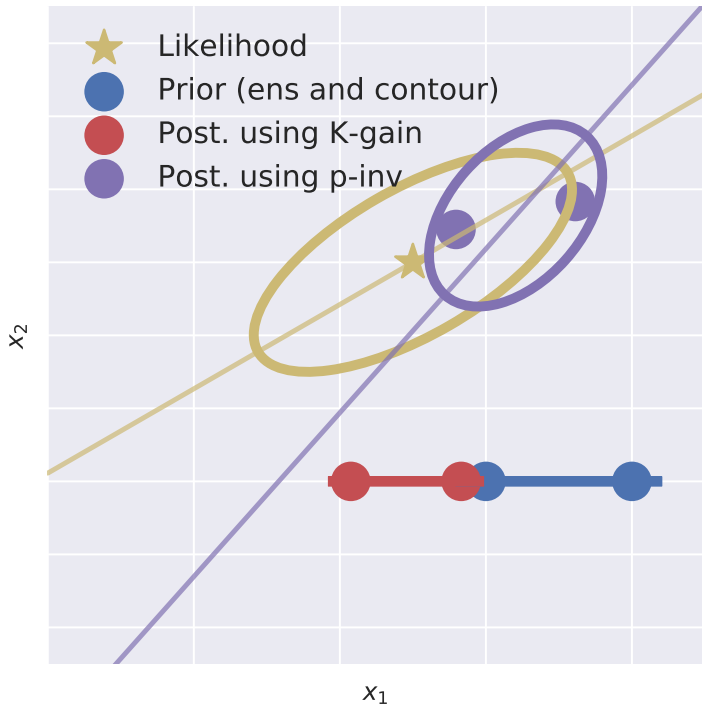 Likelihood
Prior (ens and contour)
Post. using K-gain
Post. using p-inv
x₂
x₁